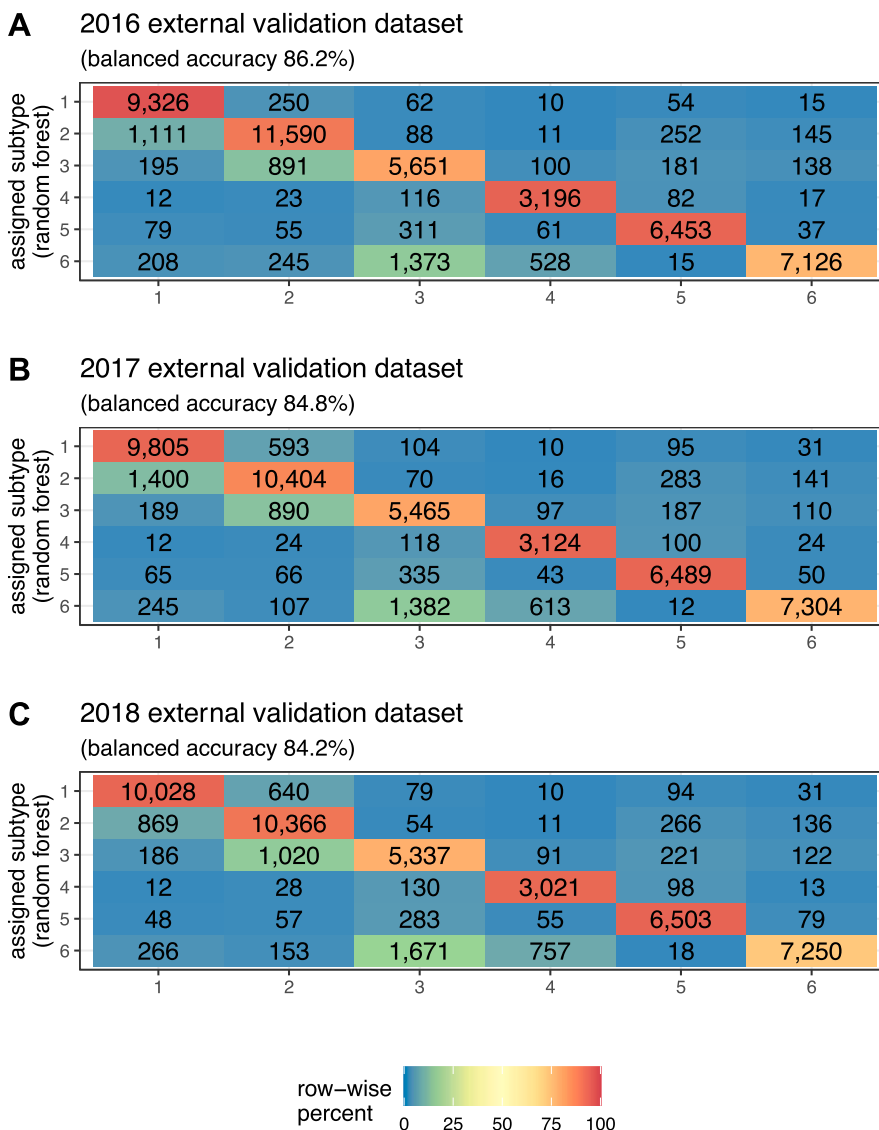 A 2016 external validation dataset
(balanced accuracy 86.2%)
assigned subtype
(random forest)
1 9,326 250 62 10 54 15
2 1,111 11,590 88 11 252 145
3 195 891 5,651 100 181 138
4 12 23 116 3,196 82 17
5 79 55 311 61 6,453 37
6 208 245 1,373 528 15 7,126
1 2 3 4 5 6
B 2017 external validation dataset
(balanced accuracy 84.8%)
assigned subtype
(random forest)
1 9,805 593 104 10 95 31
2 1,400 10,404 70 16 283 141
3 189 890 5,465 97 187 110
4 12 24 118 3,124 100 24
5 65 66 335 43 6,489 50
6 245 107 1,382 613 12 7,304
1 2 3 4 5 6
C 2018 external validation dataset
(balanced accuracy 84.2%)
assigned subtype
(random forest)
1 10,028 640 79 10 94 31
2 869 10,366 54 11 266 136
3 186 1,020 5,337 91 221 122
4 12 28 130 3,021 98 13
5 48 57 283 55 6,503 79
6 266 153 1,671 757 18 7,250
1 2 3 4 5 6
row−wise
percent
0 25 50 75 100